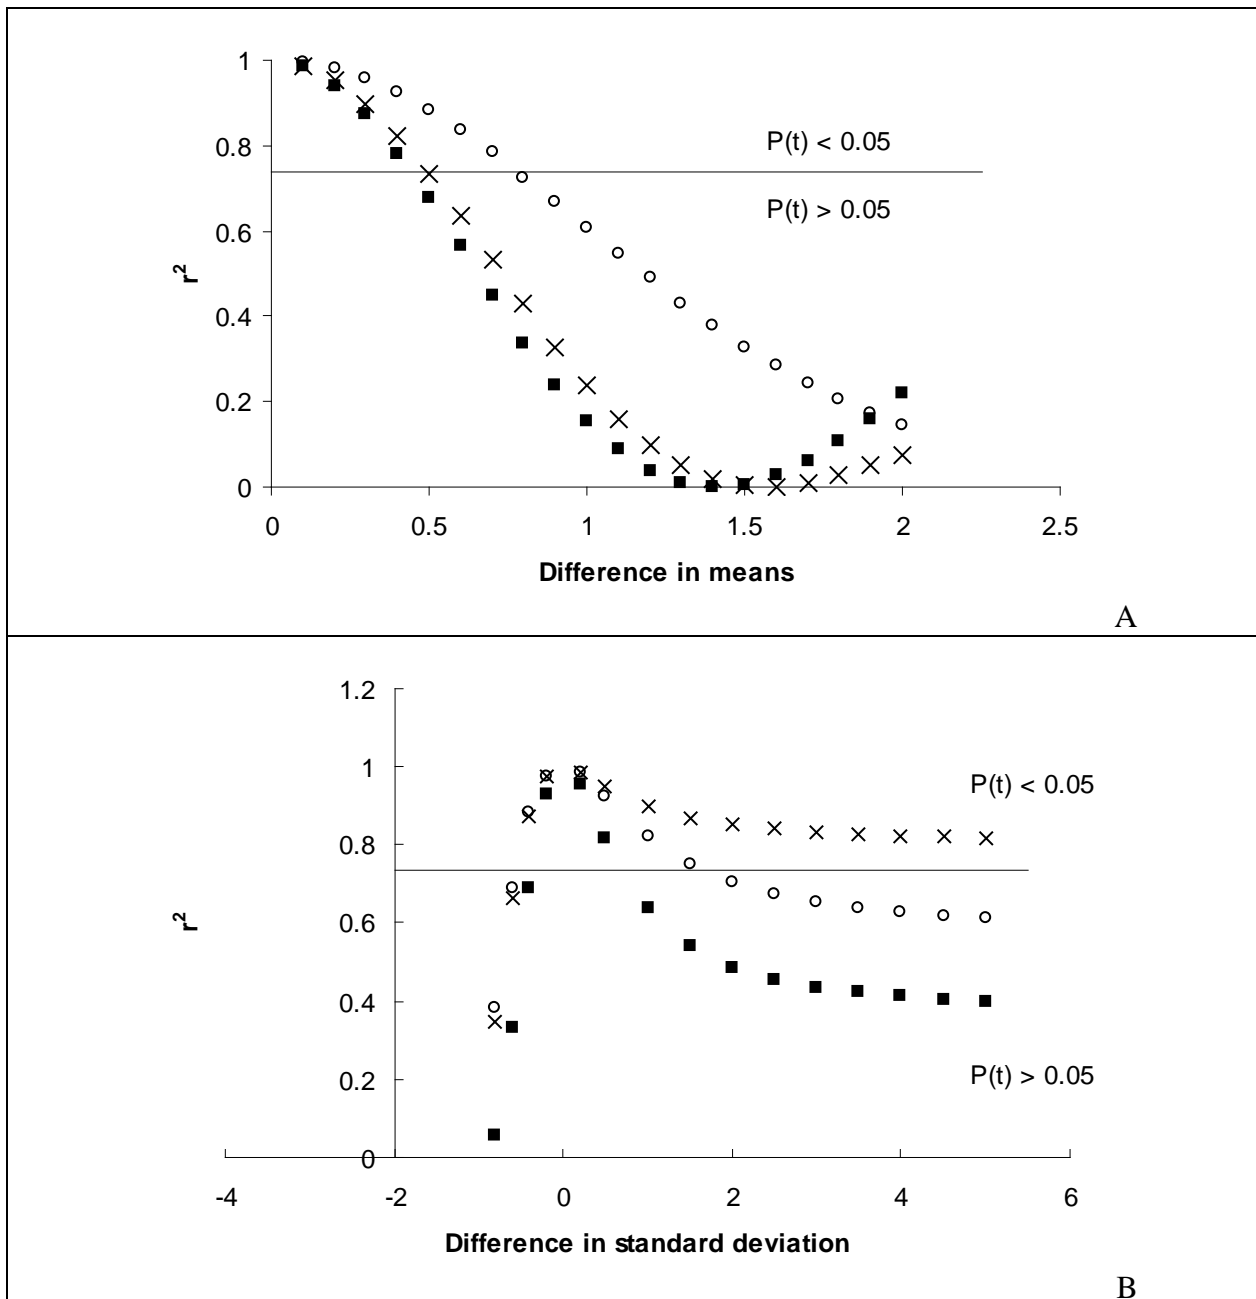 1
0.8
0.6
0.4
0.2
0
r²
P(t) < 0.05
P(t) > 0.05
0 0.5 1 1.5 2 2.5
Difference in means
A
1.2
1
0.8
0.6
0.4
0.2
0
r²
P(t) < 0.05
P(t) > 0.05
-4 -2 0 2 4 6
Difference in standard deviation
B